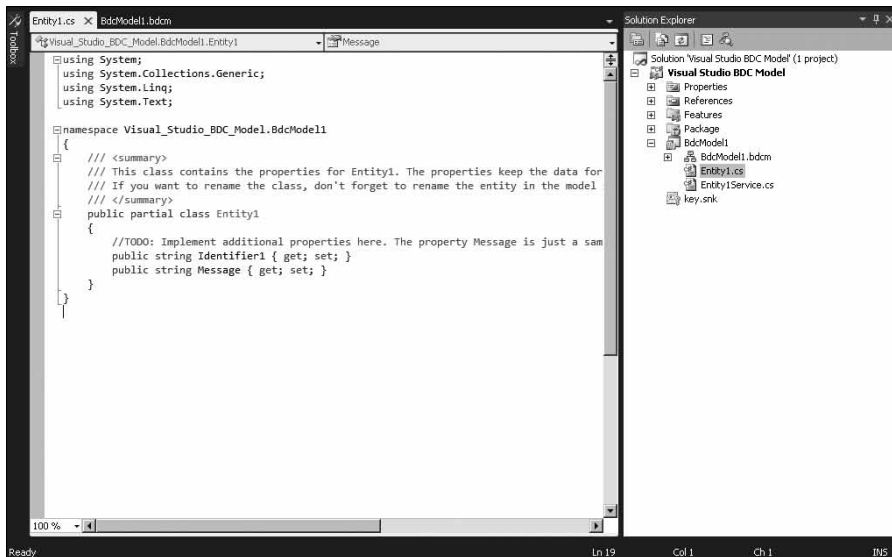 Entity1.cs X BdcModel1.bdcm
Toolbox
Visual_Studio_BDC_Model.BdcModel1.Entity1
Message
using System;
using System.Collections.Generic;
using System.Linq;
using System.Text;
namespace Visual_Studio_BDC_Model.BdcModel1
{
/// <summary>
/// This class contains the properties for Entity1. The properties keep the data for
/// If you want to rename the class, don't forget to rename the entity in the model
/// </summary>
public partial class Entity1
{
//TODO: Implement additional properties here. The property Message is just a sam
public string Identifier1 { get; set; }
public string Message { get; set; }
}
}
100 %
Solution Explorer
Solution 'Visual Studio BDC Model' (1 project)
Visual Studio BDC Model
Properties
References
Features
Package
BdcModel1
BdcModel1.bdcm
Entity1.cs
Entity1Service.cs
key.snk
Ready
Ln 19
Col 1
Ch 1
INS